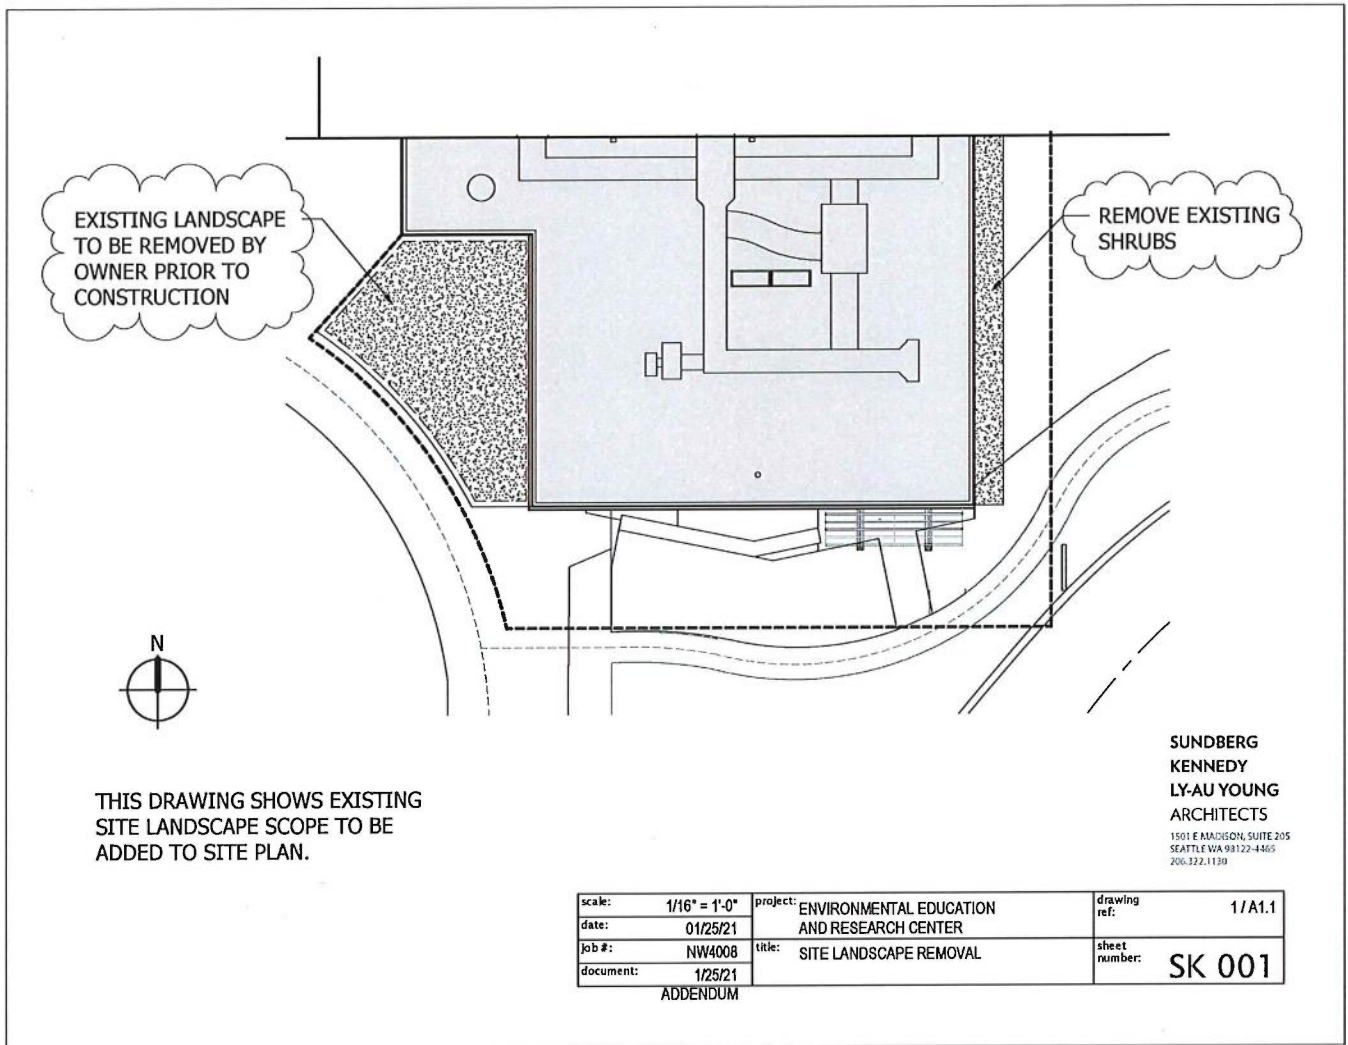 EXISTING LANDSCAPE
TO BE REMOVED BY
OWNER PRIOR TO
CONSTRUCTION
REMOVE EXISTING
SHRUBS
N
THIS DRAWING SHOWS EXISTING
SITE LANDSCAPE SCOPE TO BE
ADDED TO SITE PLAN.
SUNDBERG
KENNEDY
LY-AU YOUNG
ARCHITECTS
1501 E MADISON, SUITE 205
SEATTLE WA 98122-4465
206.322.1130
scale: 1/16" = 1'-0"
date: 01/25/21
job #: NW4008
document: 1/25/21
ADDENDUM
project: ENVIRONMENTAL EDUCATION
AND RESEARCH CENTER
title: SITE LANDSCAPE REMOVAL
drawing
ref: 1 / A1.1
sheet
number: SK 001